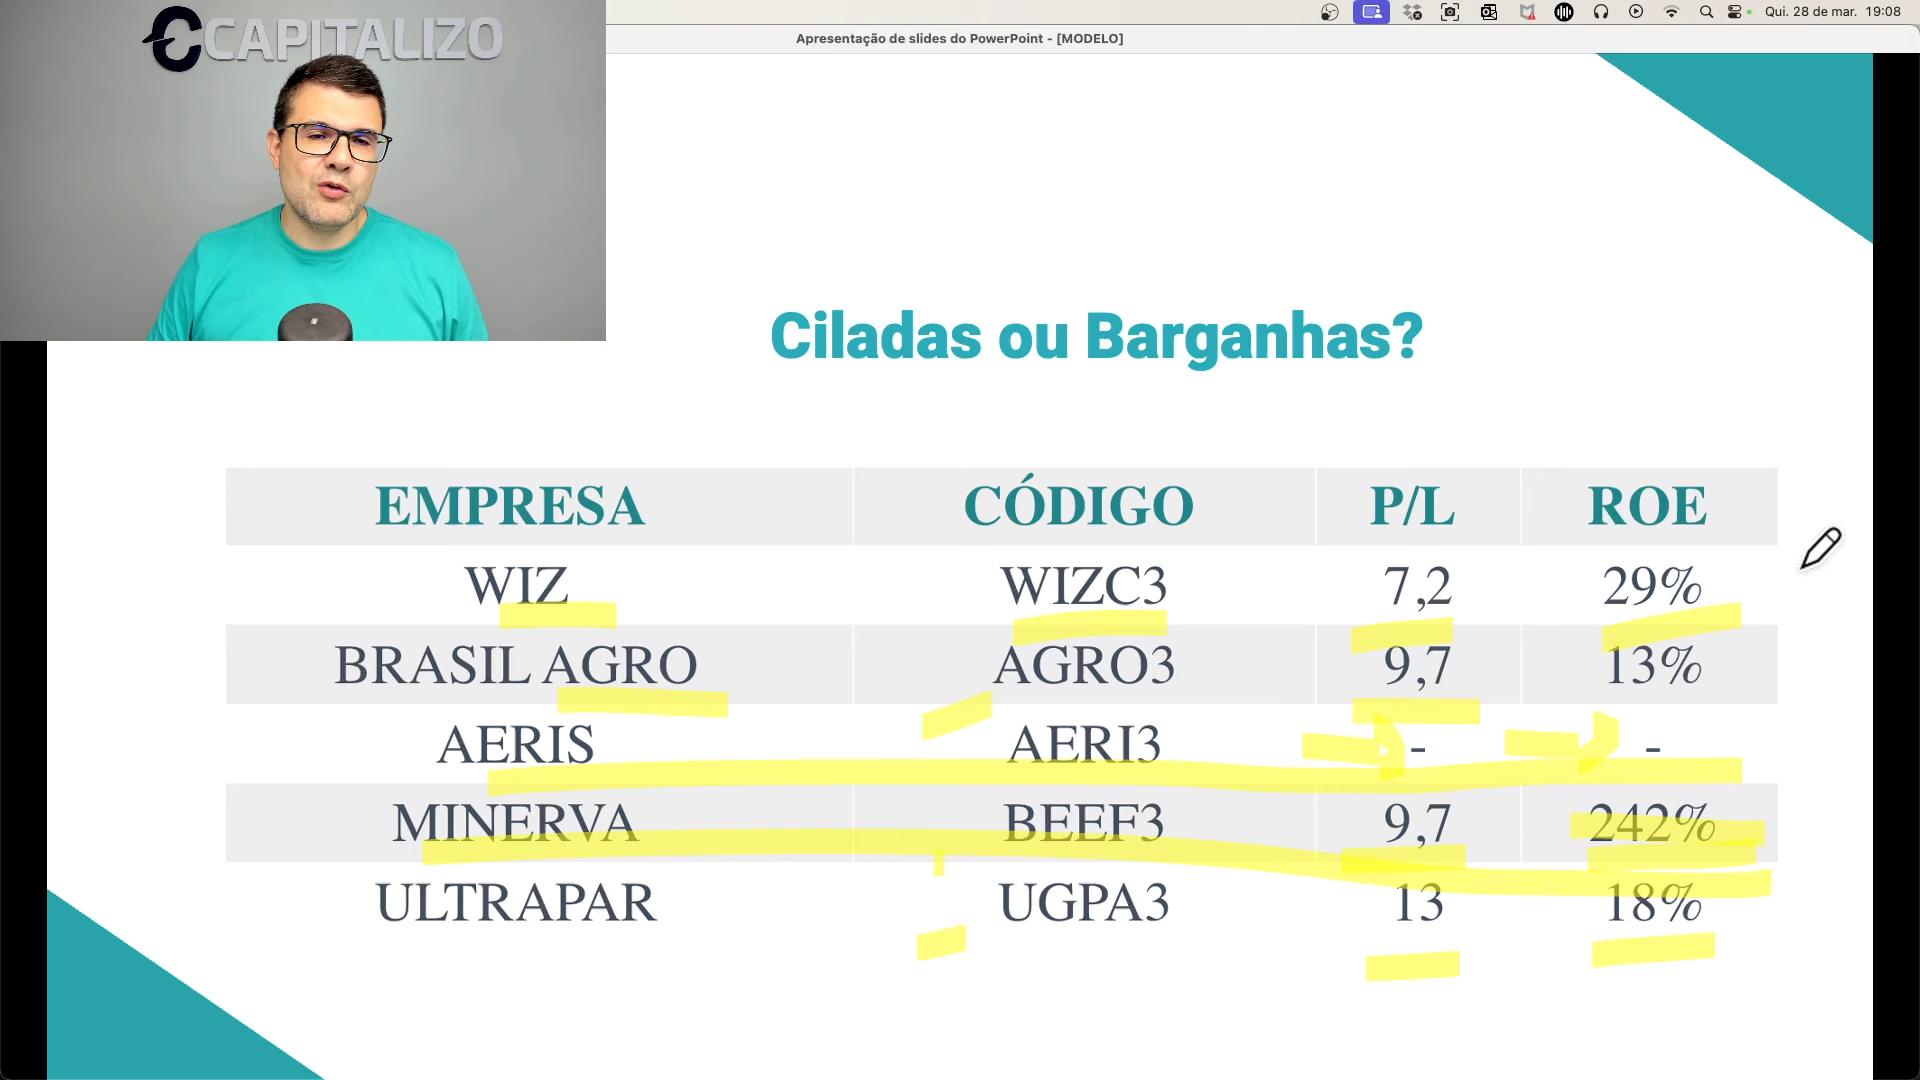 CAPITALIZO
Qui. 28 de mar. 19:08
Apresentação de slides do PowerPoint - [MODELO]
Ciladas ou Barganhas?
EMPRESA CÓDIGO P/L ROE
WIZ WIZC3 7,2 29%
BRASIL AGRO AGRO3 9,7 13%
AERIS AERI3 - -
MINERVA BEEF3 9,7 242%
ULTRAPAR UGPA3 13 18%